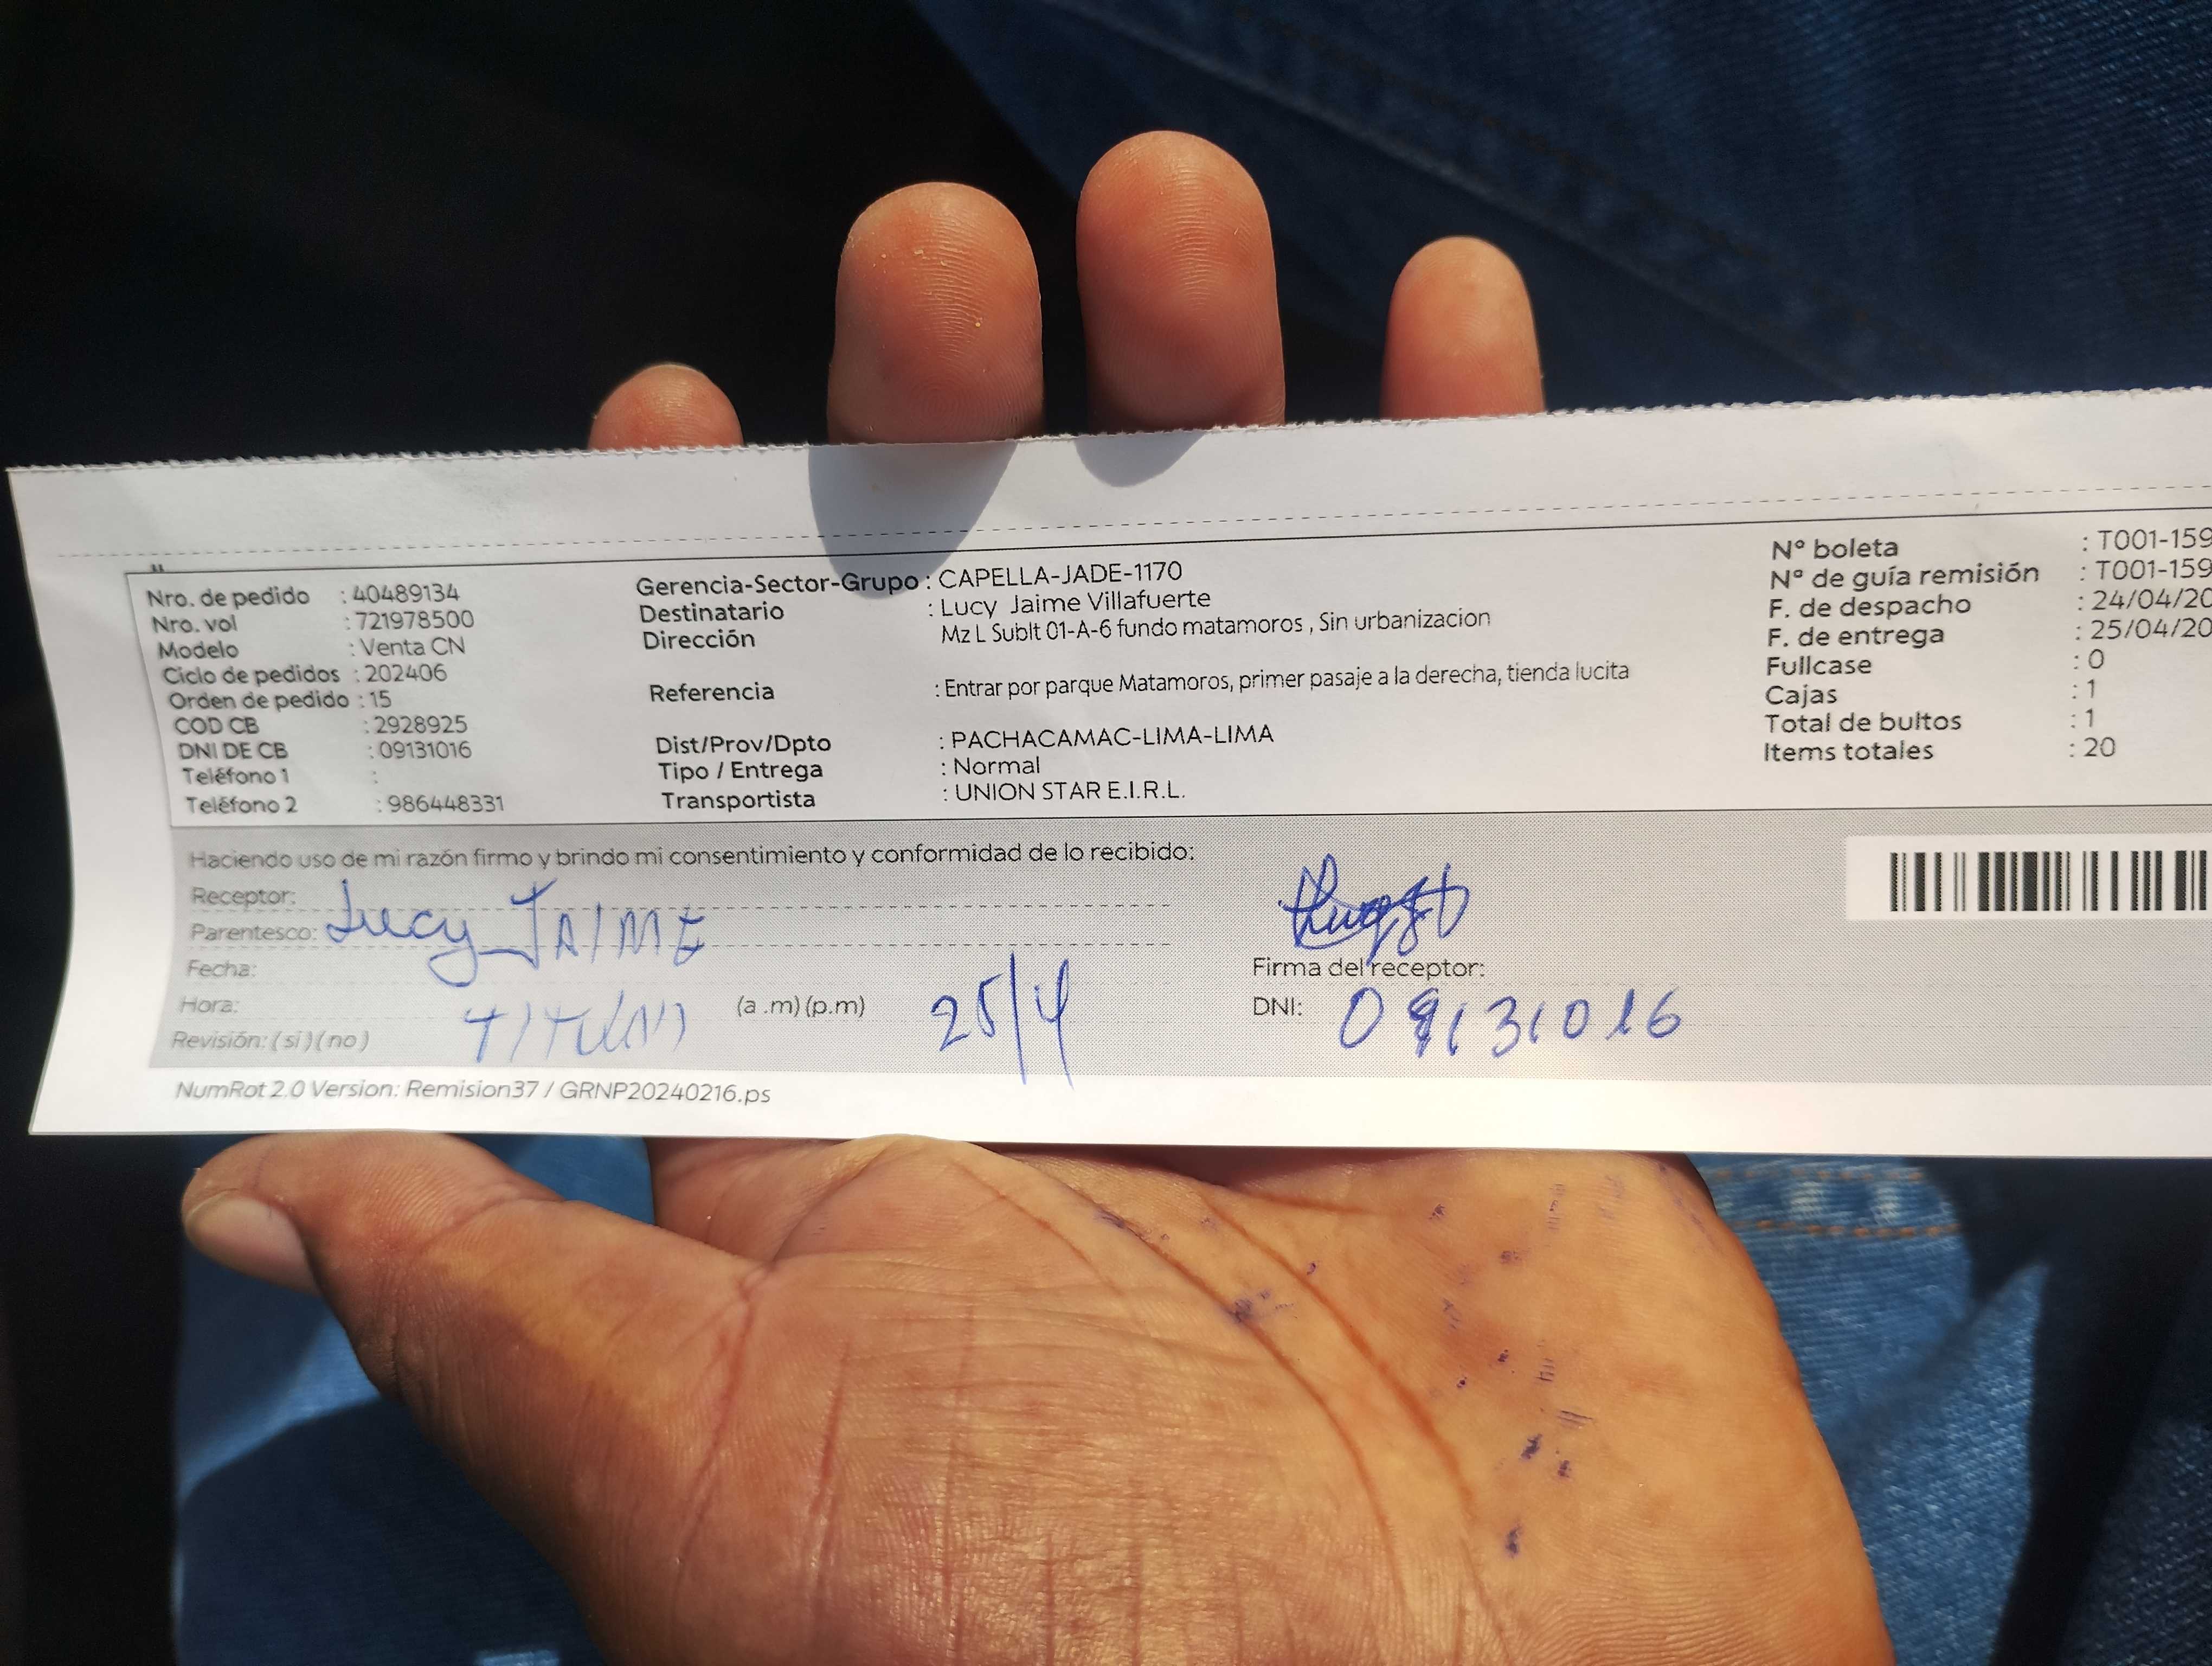 Nro. de pedido : 40489134
Nro. vol : 721978500
Modelo : Venta CN
Ciclo de pedidos : 202406
Orden de pedido : 15
COD CB : 2928925
DNI DE CB : 09131016
Teléfono 1 :
Teléfono 2 : 986448331
Gerencia-Sector-Grupo : CAPELLA-JADE-1170
Destinatario : Lucy Jaime Villafuerte
Dirección Mz L Sublt 01-A-6 fundo matamoros , Sin urbanizacion
Referencia : Entrar por parque Matamoros, primer pasaje a la derecha, tienda lucita
Dist/Prov/Dpto : PACHACAMAC-LIMA-LIMA
Tipo / Entrega : Normal
Transportista : UNION STAR E.I.R.L.
Nº boleta : T001-159
Nº de guía remisión : T001-159
F. de despacho : 24/04/20
F. de entrega : 25/04/20
Fullcase : 0
Cajas : 1
Total de bultos : 1
Items totales : 20
Haciendo uso de mi razón firmo y brindo mi consentimiento y conformidad de lo recibido:
Receptor:
Parentesco: Lucy JAIME
Fecha:
Hora: (a .m) (p.m) 25/4
Revisión: ( si ) ( no )
Firma del receptor:
DNI: 09131016
NumRot 2.0 Version: Remision37 / GRNP20240216.ps